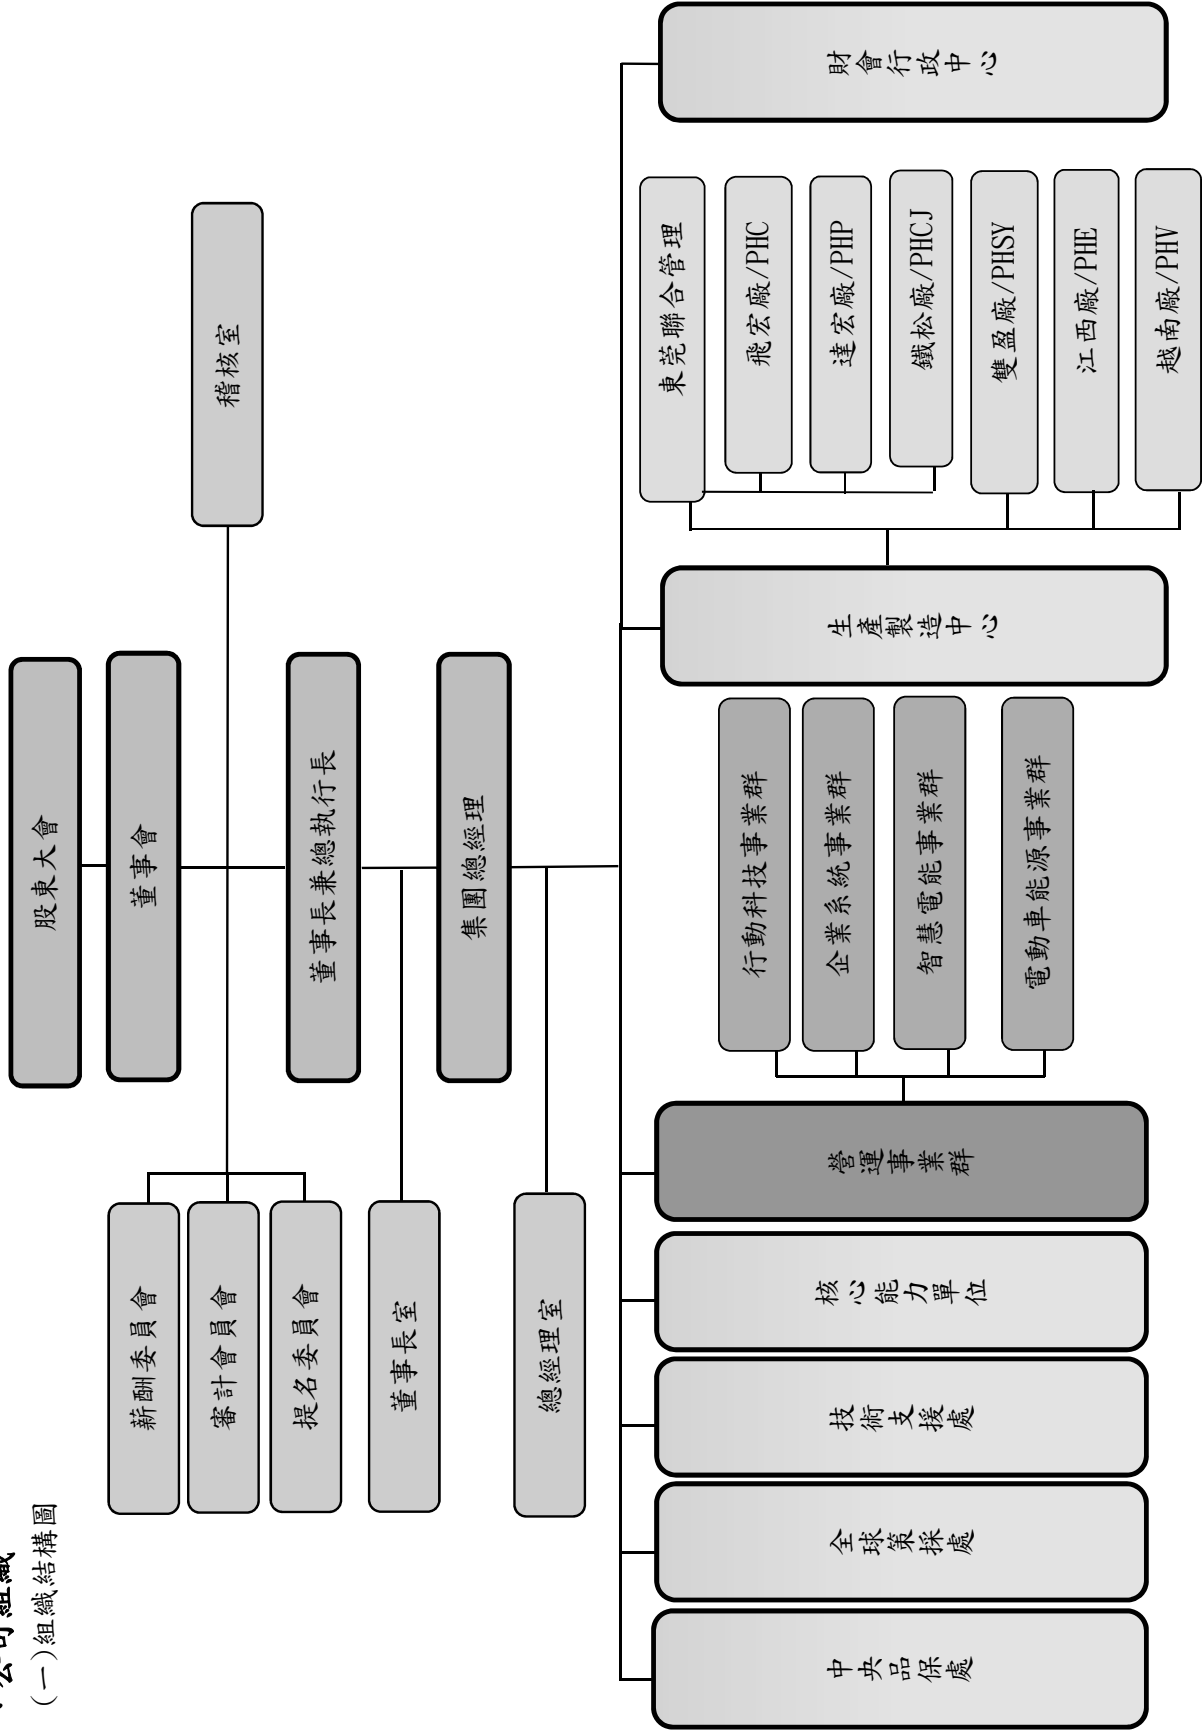 公司組織
(一)組織結構圖
股東大會
董事會
稽核室
薪酬委員會
審計會員會
提名委員會
董事長兼總執行長
董事長室
集團總經理
總經理室
中央品保處
全球策採處
技術支援處
核心能力單位
營運事業群
行動科技事業群
企業系統事業群
智慧電能事業群
電動車能源事業群
生產製造中心
東莞聯合管理
飛宏廠/PHC
達宏廠/PHP
鐵松廠/PHCJ
雙盈廠/PHSY
江西廠/PHE
越南廠/PHV
財會行政中心